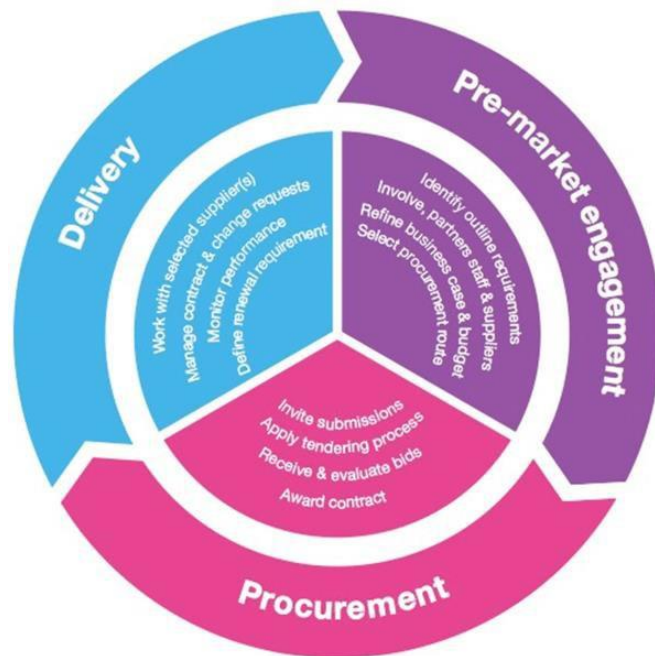 Delivery
Work with selected supplier(s)
Manage contract & change requests
Monitor performance
Define renewal requirement
Pre-market engagement
Identify outline requirements
Involve, partners staff & suppliers
Refine business case & budget
Select procurement route
Invite submissions
Apply tendering process
Receive & evaluate bids
Award contract
Procurement